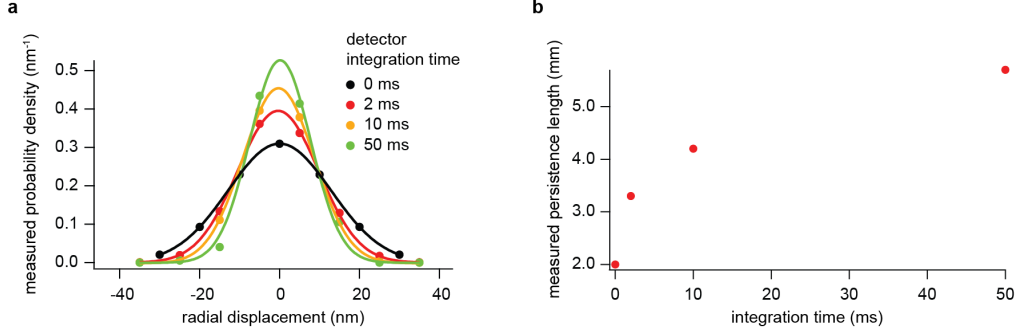 a
measured probability density (nm⁻¹)
0.5
0.4
0.3
0.2
0.1
0.0
-40
-20
0
20
40
radial displacement (nm)
detector
integration time
0 ms
2 ms
10 ms
50 ms
b
measured persistence length (mm)
5.0
4.0
3.0
2.0
0
10
20
30
40
50
integration time (ms)